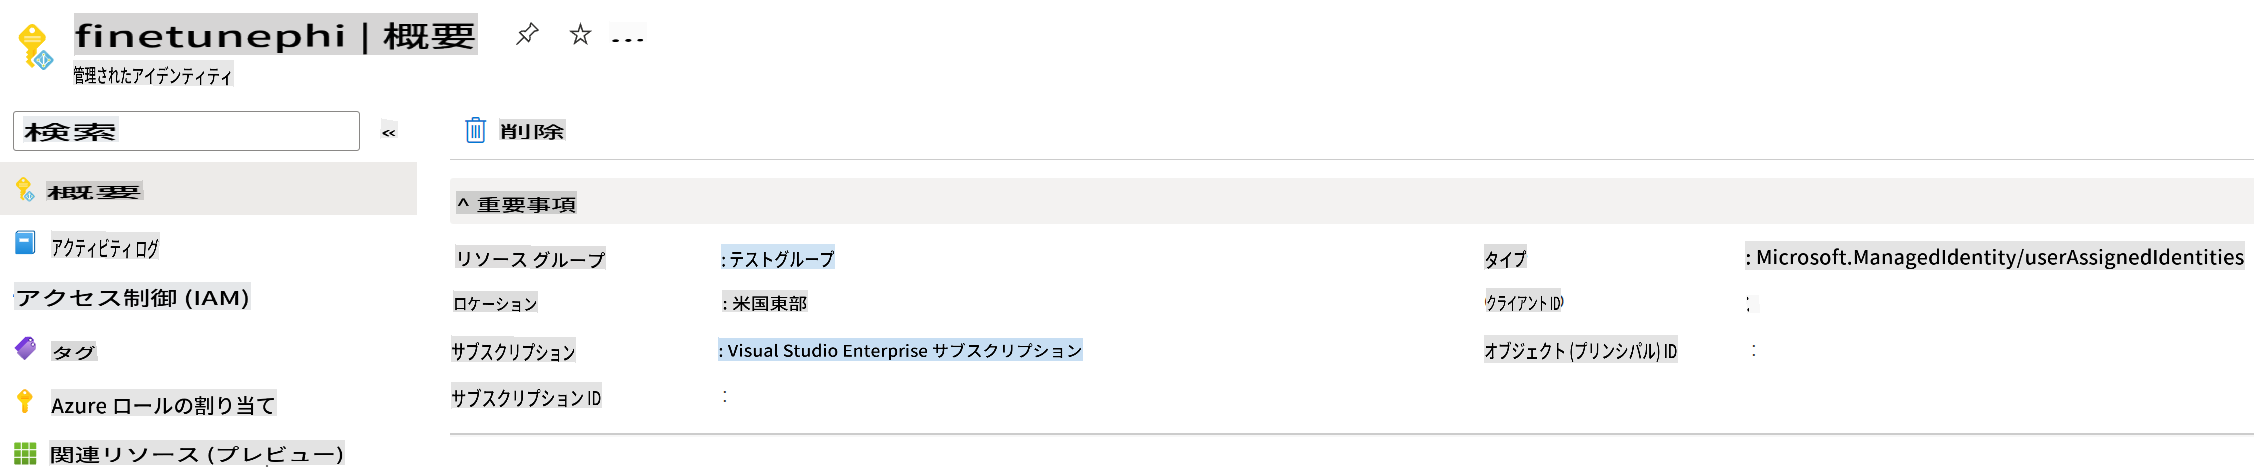 finetunephi | 概要
管理されたアイデンティティ
検索
«
削除
概要
アクティビティログ
アクセス制御 (IAM)
タグ
Azure ロールの割り当て
関連リソース (プレビュー)
^ 重要事項
リソース グループ : テストグループ
ロケーション : 米国東部
サブスクリプション : Visual Studio Enterprise サブスクリプション
サブスクリプション ID :
タイプ : Microsoft.ManagedIdentity/userAssignedIdentities
クライアント ID :
オブジェクト (プリンシパル) ID :